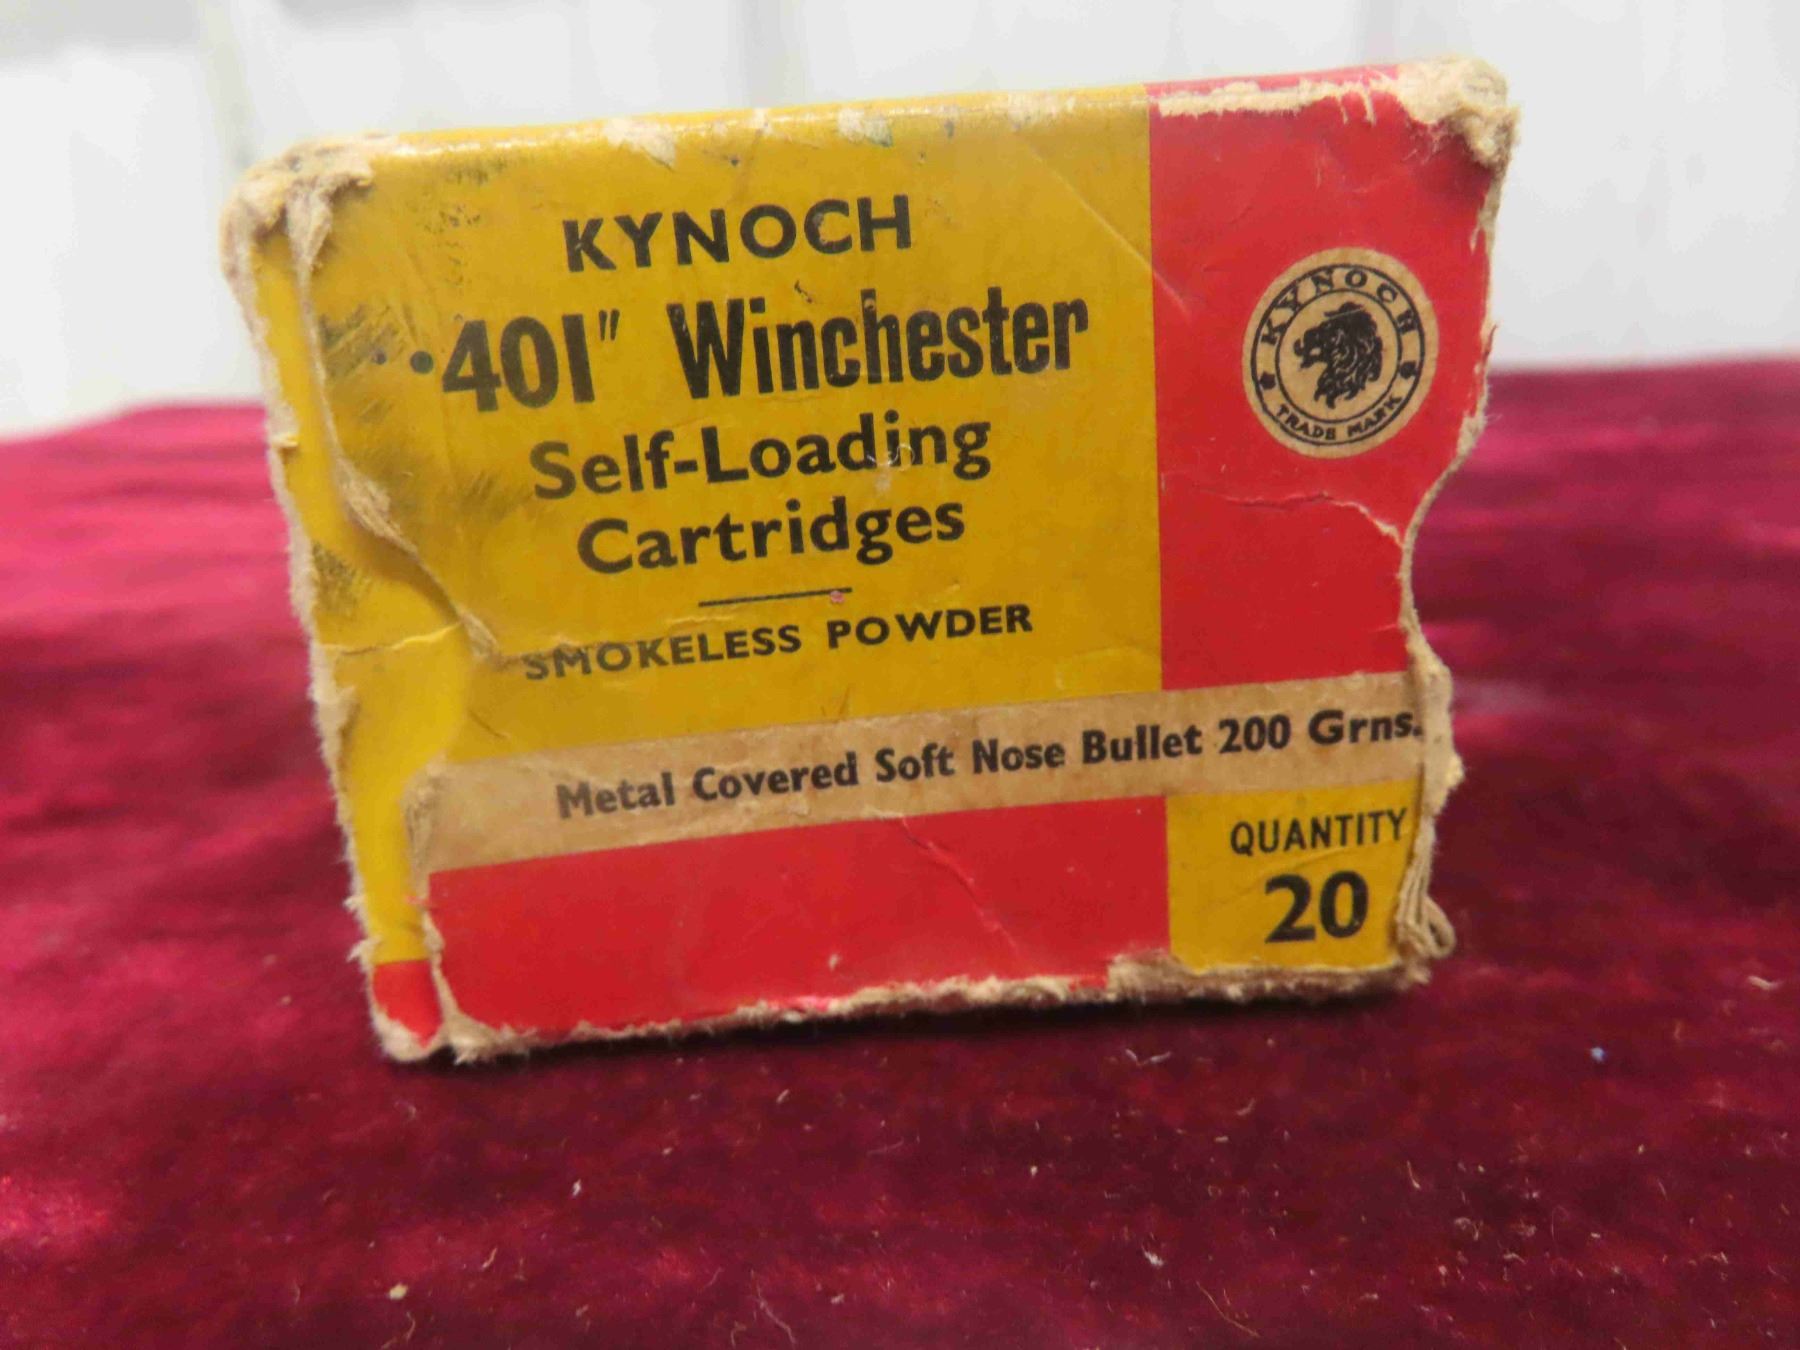 KYNOCH
·401" Winchester
Self-Loading
Cartridges
SMOKELESS POWDER
KYNOCH
TRADE MARK
Metal Covered Soft Nose Bullet 200 Grns.
QUANTITY
20